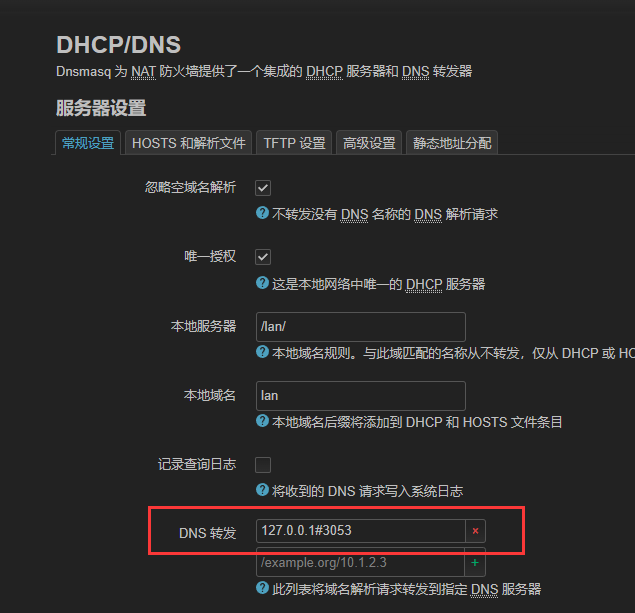 DHCP/DNS
Dnsmasq 为 NAT 防火墙提供了一个集成的 DHCP 服务器和 DNS 转发器
服务器设置
常规设置 HOSTS 和解析文件 TFTP 设置 高级设置 静态地址分配
忽略空域名解析
不转发没有 DNS 名称的 DNS 解析请求
唯一授权
这是本地网络中唯一的 DHCP 服务器
本地服务器 /lan/
本地域名规则。与此域匹配的名称从不转发，仅从 DHCP 或 HO
本地域名 lan
本地域名后缀将添加到 DHCP 和 HOSTS 文件条目
记录查询日志
将收到的 DNS 请求写入系统日志
DNS 转发 127.0.0.1#3053 ×
/example.org/10.1.2.3 +
此列表将域名解析请求转发到指定 DNS 服务器